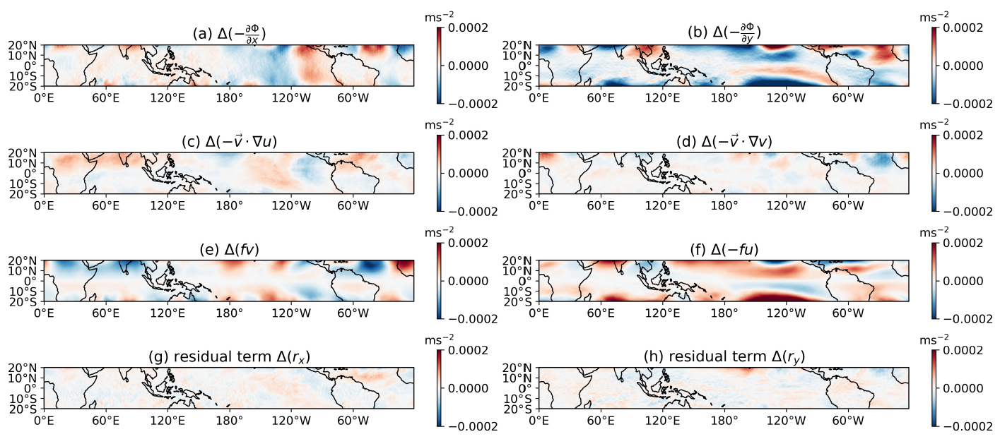 (a) Δ(−∂Φ/∂x)
ms⁻²
20°N
10°N
0°
10°S
20°S
0°E 60°E 120°E 180° 120°W 60°W
0.0002
0.0000
−0.0002
(b) Δ(−∂Φ/∂y)
ms⁻²
20°N
10°N
0°
10°S
20°S
0°E 60°E 120°E 180° 120°W 60°W
0.0002
0.0000
−0.0002
(c) Δ(−v⃗ · ∇u)
ms⁻²
20°N
10°N
0°
10°S
20°S
0°E 60°E 120°E 180° 120°W 60°W
0.0002
0.0000
−0.0002
(d) Δ(−v⃗ · ∇v)
ms⁻²
20°N
10°N
0°
10°S
20°S
0°E 60°E 120°E 180° 120°W 60°W
0.0002
0.0000
−0.0002
(e) Δ(fv)
ms⁻²
20°N
10°N
0°
10°S
20°S
0°E 60°E 120°E 180° 120°W 60°W
0.0002
0.0000
−0.0002
(f) Δ(−fu)
ms⁻²
20°N
10°N
0°
10°S
20°S
0°E 60°E 120°E 180° 120°W 60°W
0.0002
0.0000
−0.0002
(g) residual term Δ(rₓ)
ms⁻²
20°N
10°N
0°
10°S
20°S
0°E 60°E 120°E 180° 120°W 60°W
0.0002
0.0000
−0.0002
(h) residual term Δ(r_y)
ms⁻²
20°N
10°N
0°
10°S
20°S
0°E 60°E 120°E 180° 120°W 60°W
0.0002
0.0000
−0.0002